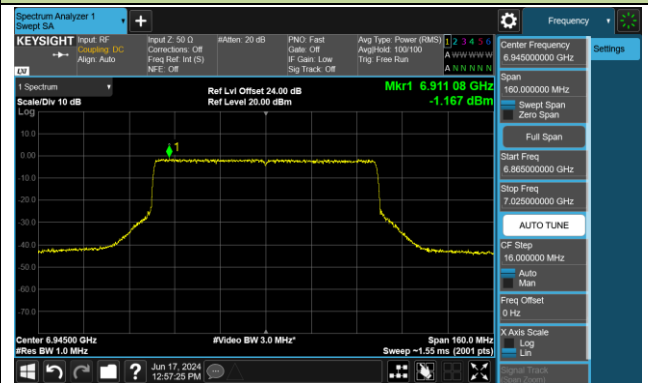 Spectrum Analyzer 1
Swept SA
Frequency
KEYSIGHT
Input: RF
Coupling: DC
Align: Auto
Input Z: 50 Ω
Corrections: Off
Freq Ref: Int (S)
NFE: Off
#Atten: 20 dB
PNO: Fast
Gate: Off
IF Gain: Low
Sig Track: Off
Avg Type: Power (RMS)
Avg|Hold: 100/100
Trig: Free Run
1 2 3 4 5 6
A W W W W W
A N N N N N
LXI
1 Spectrum
Scale/Div 10 dB
Log
Ref Lvl Offset 24.00 dB
Ref Level 20.00 dBm
Mkr1 6.911 08 GHz
-1.167 dBm
1
10.0
0.00
-10.0
-20.0
-30.0
-40.0
-50.0
-60.0
-70.0
Center 6.94500 GHz
#Res BW 1.0 MHz
#Video BW 3.0 MHz*
Span 160.0 MHz
Sweep ~1.55 ms (2001 pts)
Jun 17, 2024
12:57:25 PM
Center Frequency
6.945000000 GHz
Settings
Span
160.000000 MHz
Swept Span
Zero Span
Full Span
Start Freq
6.865000000 GHz
Stop Freq
7.025000000 GHz
AUTO TUNE
CF Step
16.000000 MHz
Auto
Man
Freq Offset
0 Hz
X Axis Scale
Log
Lin
Signal Track
(Span Zoom)